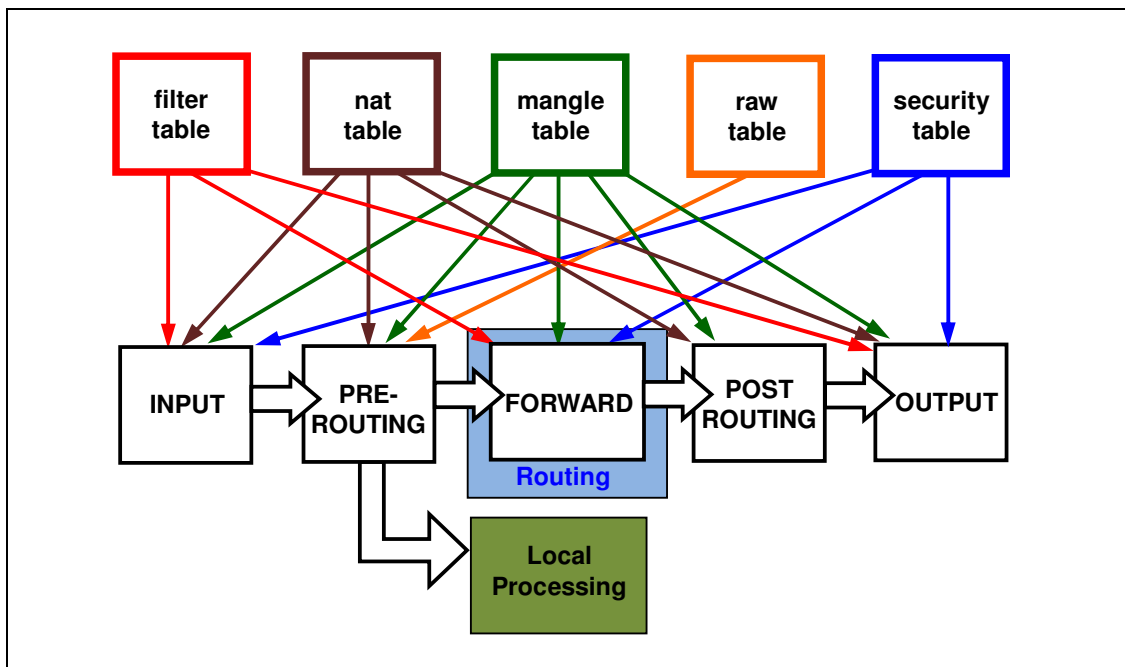 filter
table
nat
table
mangle
table
raw
table
security
table
INPUT
PRE-
ROUTING
FORWARD
POST
ROUTING
OUTPUT
Routing
Local
Processing